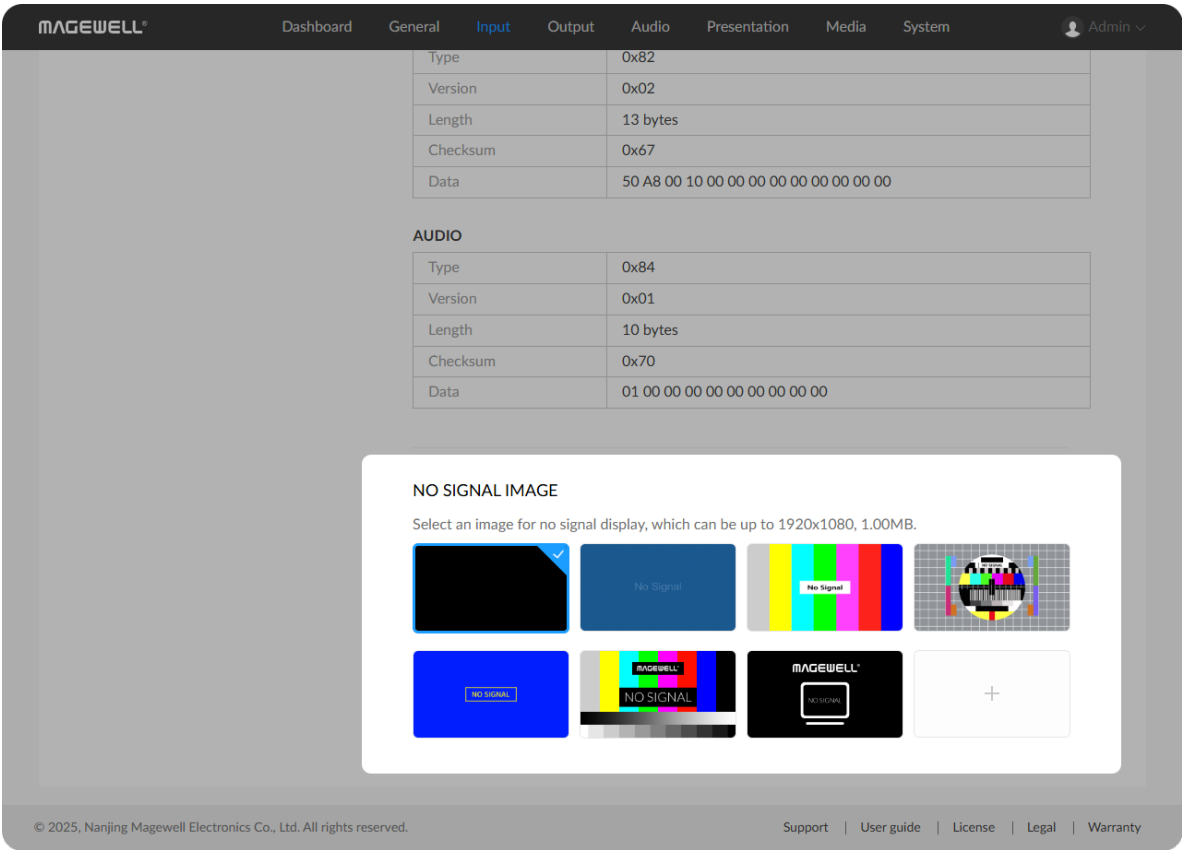 MAGEWELL®
Dashboard General Input Output Audio Presentation Media System Admin
Type 0x82
Version 0x02
Length 13 bytes
Checksum 0x67
Data 50 A8 00 10 00 00 00 00 00 00 00 00 00
AUDIO
Type 0x84
Version 0x01
Length 10 bytes
Checksum 0x70
Data 01 00 00 00 00 00 00 00 00 00
NO SIGNAL IMAGE
Select an image for no signal display, which can be up to 1920x1080, 1.00MB.
No Signal
No Signal
NO SIGNAL
NO SIGNAL
MAGEWELL®
NO SIGNAL
MAGEWELL®
NO SIGNAL
© 2025, Nanjing Magewell Electronics Co., Ltd. All rights reserved.
Support | User guide | License | Legal | Warranty